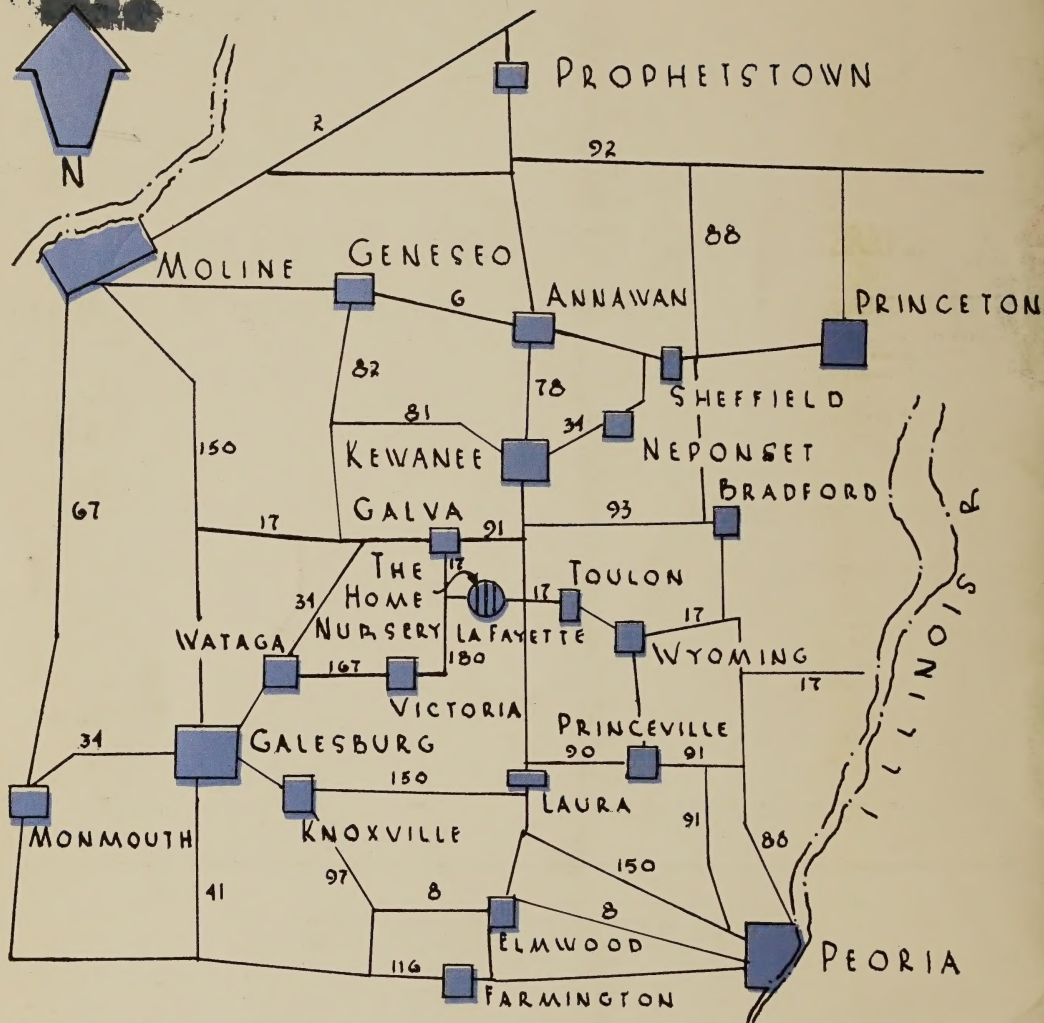 PROPHETSTOWN
2
92
N
88
GENESEO
MOLINE
6
ANNAWAN
PRINCETON
82
78
SHEFFIELD
81
34
KEWANEE
NEPONSET
150
BRADFORD
67
GALVA
93
17
91
17
THE
HOME
NURSERY
TOULON
17
34
17
LAFAYETTE
WATAGA
180
WYOMING
167
17
VICTORIA
PRINCEVILLE
34
GALESBURG
90
91
150
LAURA
MONMOUTH
KNOXVILLE
91
88
150
97
41
8
8
ELMWOOD
PEORIA
116
FARMINGTON
ILLINOIS R